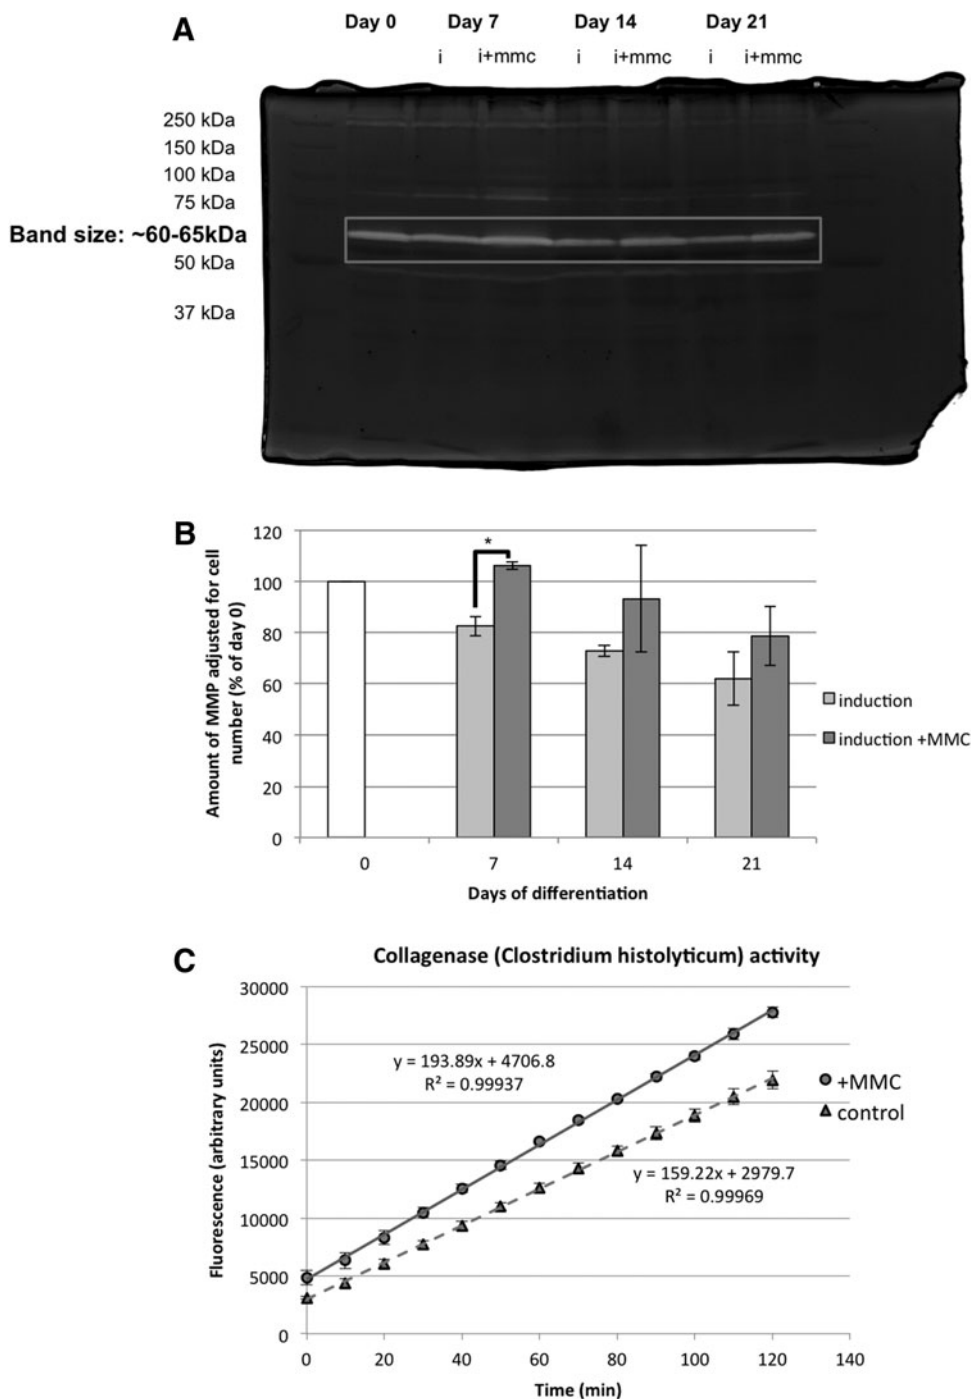 A
Day 0 Day 7 Day 14 Day 21
i i+mmc i i+mmc i i+mmc
250 kDa
150 kDa
100 kDa
75 kDa
Band size: ~60-65kDa
50 kDa
37 kDa
B
Amount of MMP adjusted for cell
number (% of day 0)
120
100
80
60
40
20
0
*
0 7 14 21
Days of differentiation
induction
induction +MMC
C
Collagenase (Clostridium histolyticum) activity
Fluorescence (arbitrary units)
30000
25000
20000
15000
10000
5000
0
y = 193.89x + 4706.8
R² = 0.99937
y = 159.22x + 2979.7
R² = 0.99969
+MMC
control
0 20 40 60 80 100 120 140
Time (min)